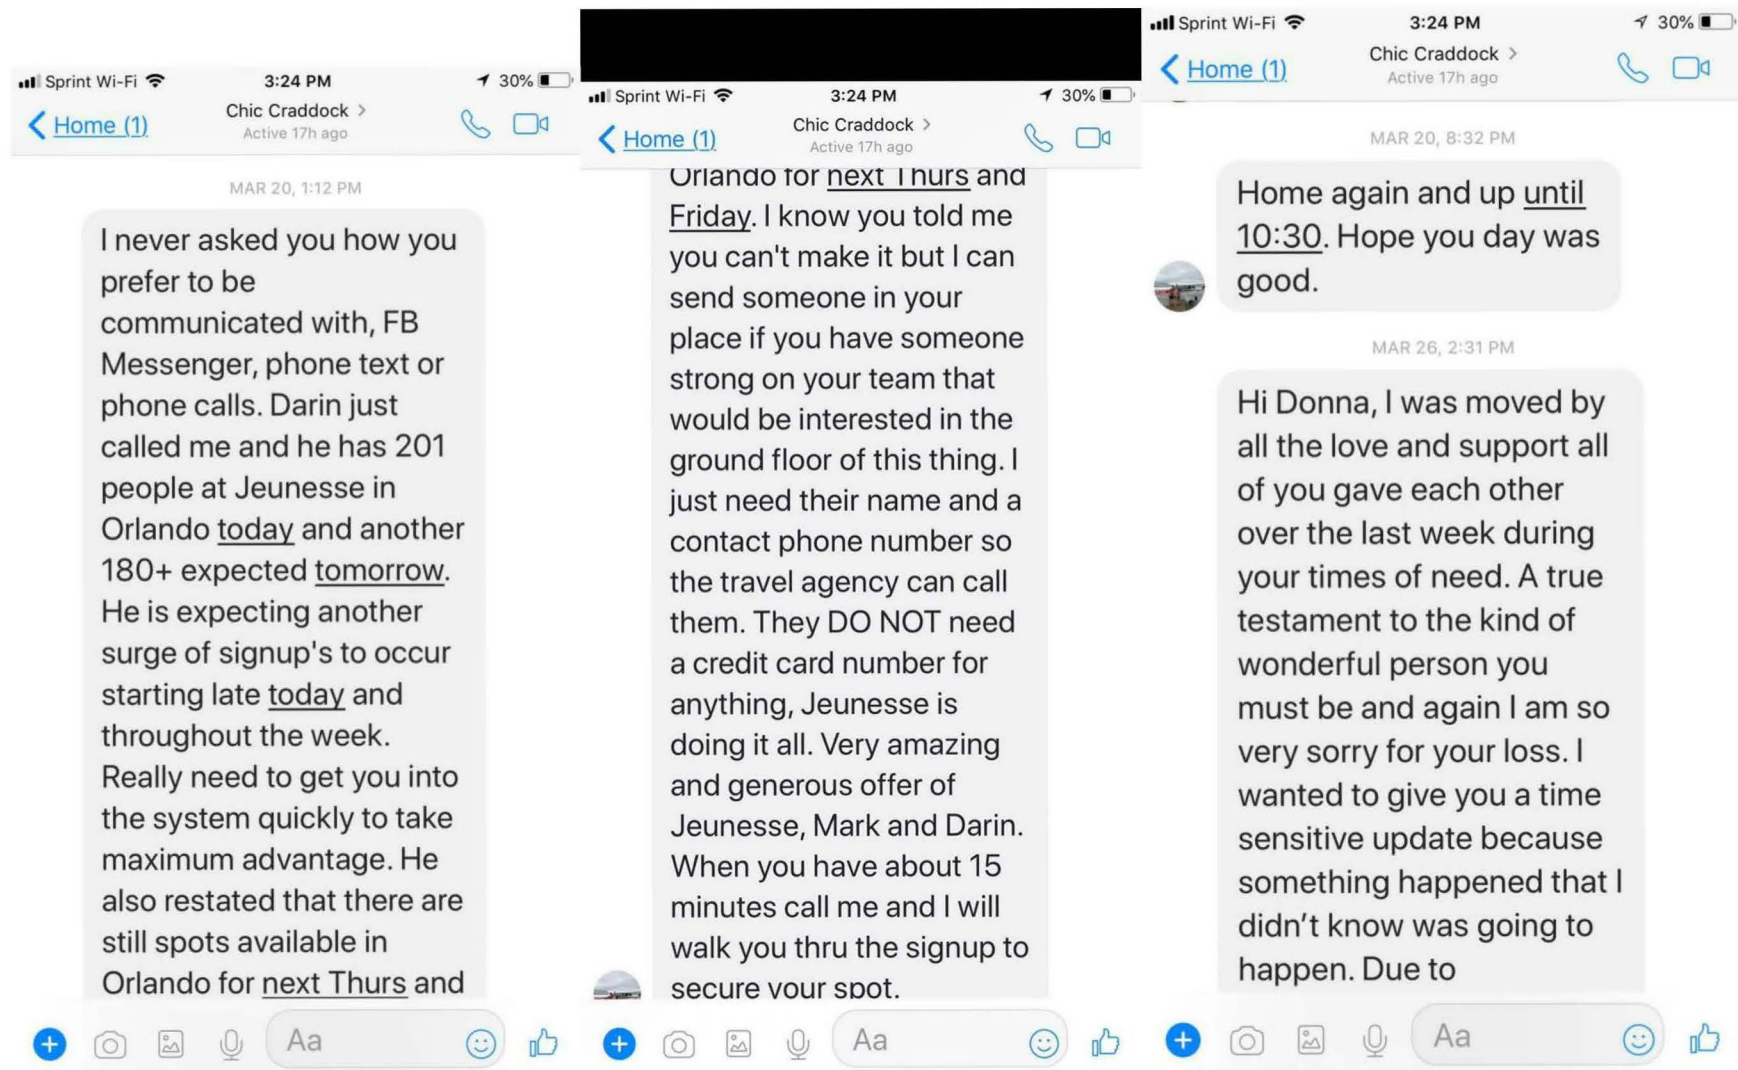 Sprint Wi-Fi 3:24 PM 30%
Home (1) Chic Craddock
Active 17h ago
MAR 20, 1:12 PM
I never asked you how you
prefer to be
communicated with, FB
Messenger, phone text or
phone calls. Darin just
called me and he has 201
people at Jeunesse in
Orlando today and another
180+ expected tomorrow.
He is expecting another
surge of signup's to occur
starting late today and
throughout the week.
Really need to get you into
the system quickly to take
maximum advantage. He
also restated that there are
still spots available in
Orlando for next Thurs and
Aa
Sprint Wi-Fi 3:24 PM 30%
Home (1) Chic Craddock
Active 17h ago
Orlando for next Thurs and
Friday. I know you told me
you can't make it but I can
send someone in your
place if you have someone
strong on your team that
would be interested in the
ground floor of this thing. I
just need their name and a
contact phone number so
the travel agency can call
them. They DO NOT need
a credit card number for
anything, Jeunesse is
doing it all. Very amazing
and generous offer of
Jeunesse, Mark and Darin.
When you have about 15
minutes call me and I will
walk you thru the signup to
secure your spot.
Aa
Sprint Wi-Fi 3:24 PM 30%
Home (1) Chic Craddock
Active 17h ago
MAR 20, 8:32 PM
Home again and up until
10:30. Hope you day was
good.
MAR 26, 2:31 PM
Hi Donna, I was moved by
all the love and support all
of you gave each other
over the last week during
your times of need. A true
testament to the kind of
wonderful person you
must be and again I am so
very sorry for your loss. I
wanted to give you a time
sensitive update because
something happened that I
didn't know was going to
happen. Due to
Aa